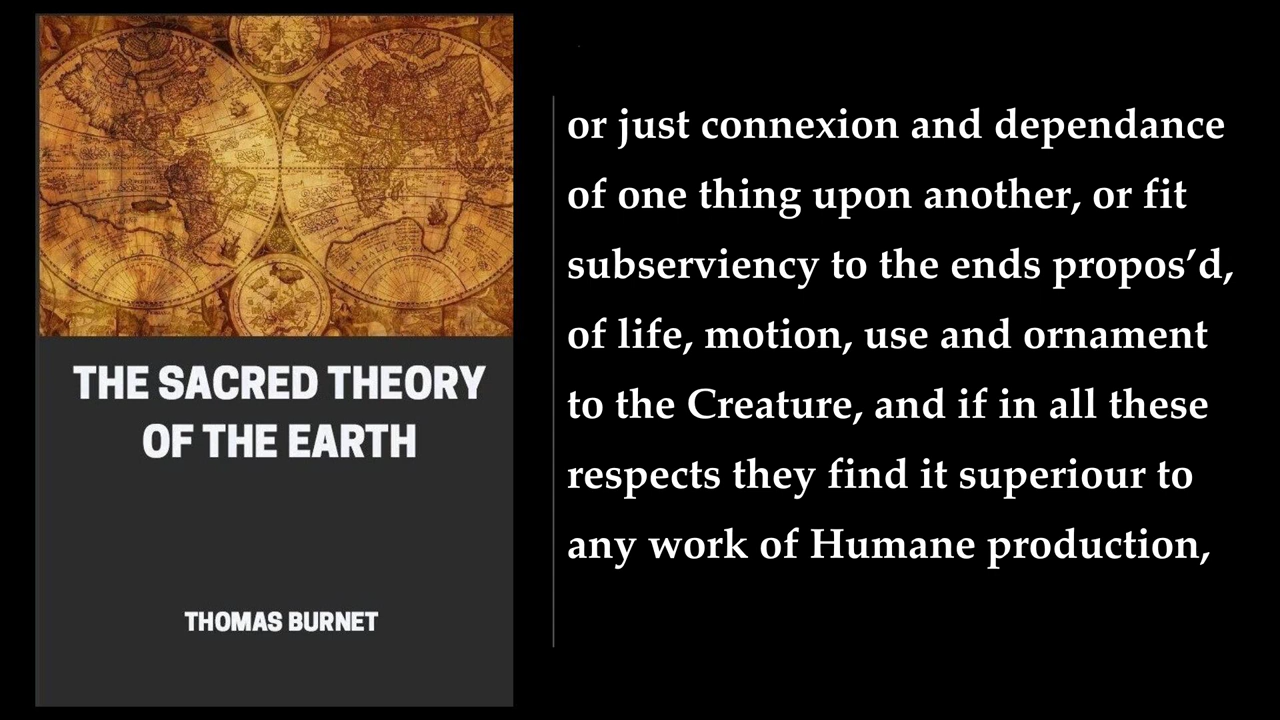 THE SACRED THEORY
OF THE EARTH
THOMAS BURNET
or just connexion and dependance
of one thing upon another, or fit
subserviency to the ends propos’d,
of life, motion, use and ornament
to the Creature, and if in all these
respects they find it superiour to
any work of Humane production,